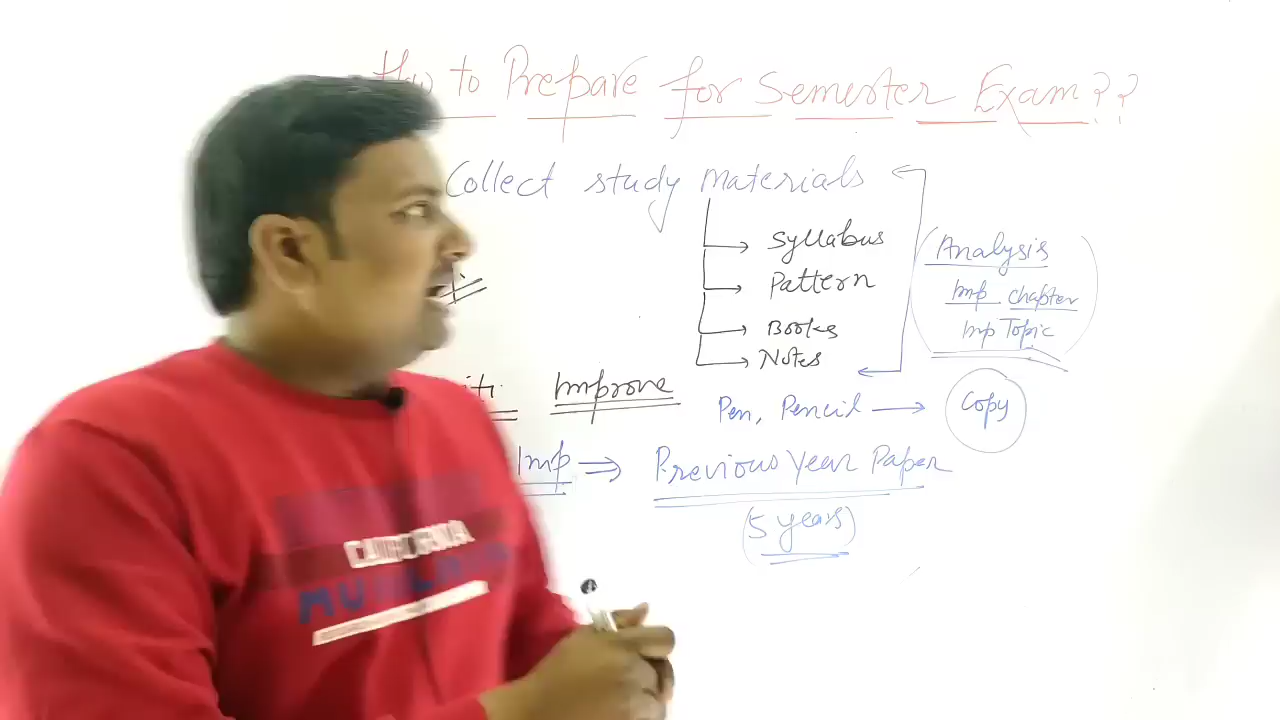 How to Prepare for Semester Exam??
Collect study materials
Syllabus
Pattern
Books
Notes
Analysis
Imp chapter
Imp Topic
Improve
Pen, Pencil → Copy
Imp ⇒ Previous Year Paper
(5 years)